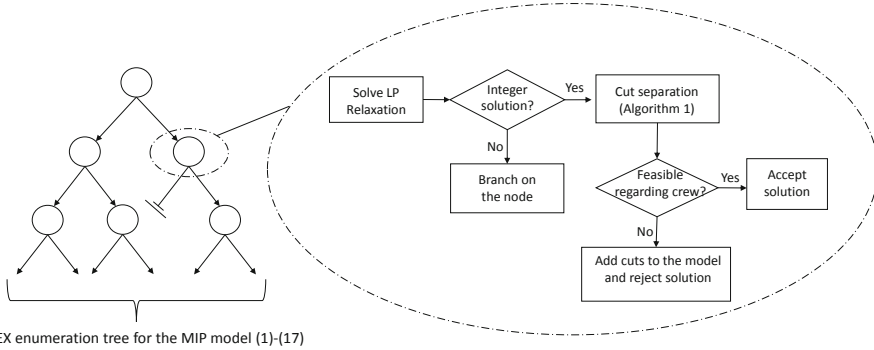 Solve LP
Relaxation
Integer
solution?
Yes
Cut separation
(Algorithm 1)
No
Branch on
the node
Feasible
regarding crew?
Yes
Accept
solution
No
Add cuts to the model
and reject solution
EX enumeration tree for the MIP model (1)-(17)